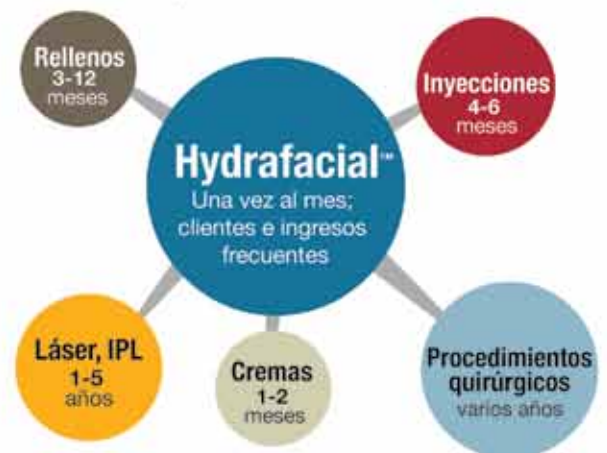 Rellenos
3-12
meses
Inyecciones
4-6
meses
Hydrafacial™
Una vez al mes;
clientes e ingresos
frecuentes
Láser, IPL
1-5
años
Cremas
1-2
meses
Procedimientos
quirúrgicos
varios años